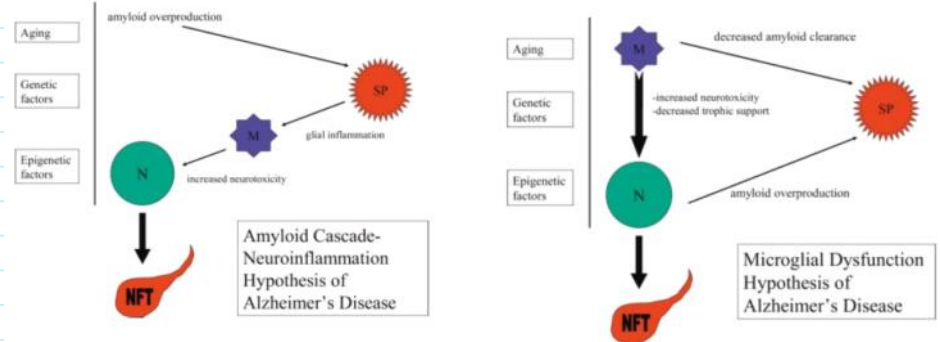 amyloid overproduction
Aging
Genetic
factors
Epigenetic
factors
SP
M
glial inflammation
N
increased neurotoxicity
NFT
Amyloid Cascade-
Neuroinflammation
Hypothesis of
Alzheimer's Disease
Aging
Genetic
factors
Epigenetic
factors
M
decreased amyloid clearance
-increased neurotoxicity
-decreased trophic support
SP
N
amyloid overproduction
NFT
Microglial Dysfunction
Hypothesis of
Alzheimer's Disease